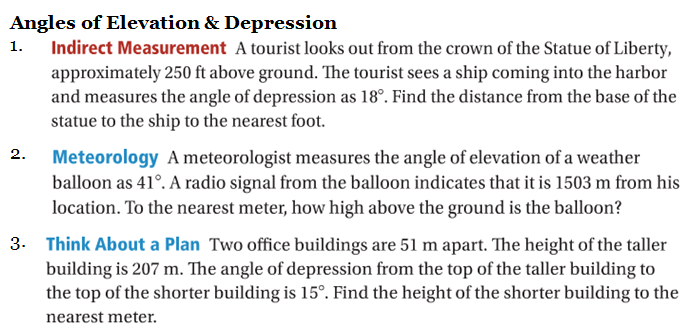 Angles of Elevation & Depression
1. Indirect Measurement A tourist looks out from the crown of the Statue of Liberty,
approximately 250 ft above ground. The tourist sees a ship coming into the harbor
and measures the angle of depression as 18°. Find the distance from the base of the
statue to the ship to the nearest foot.
2. Meteorology A meteorologist measures the angle of elevation of a weather
balloon as 41°. A radio signal from the balloon indicates that it is 1503 m from his
location. To the nearest meter, how high above the ground is the balloon?
3. Think About a Plan Two office buildings are 51 m apart. The height of the taller
building is 207 m. The angle of depression from the top of the taller building to
the top of the shorter building is 15°. Find the height of the shorter building to the
nearest meter.